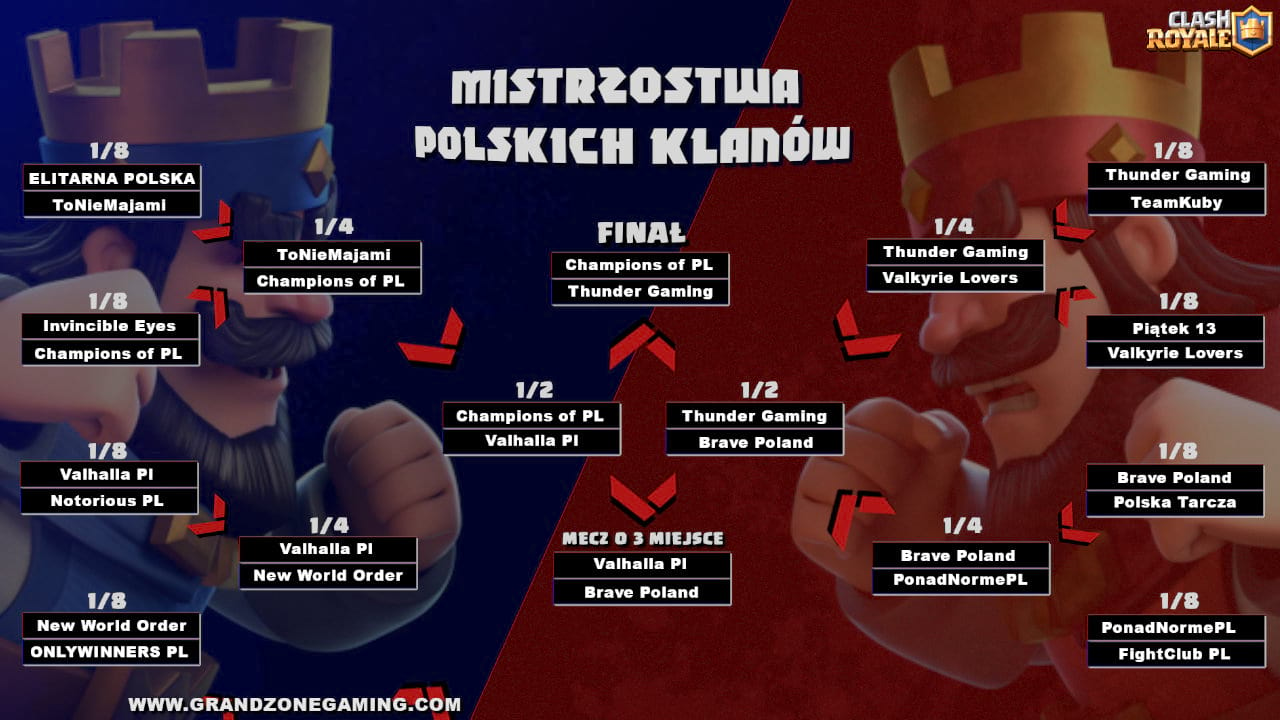 CLASH
ROYALE
MISTRZOSTWA
POLSKICH KLANÓW
1/8
ELITARNA POLSKA
ToNieMajami
1/8
Invincible Eyes
Champions of PL
1/8
Valhalla Pl
Notorious PL
1/8
New World Order
ONLYWINNERS PL
1/4
ToNieMajami
Champions of PL
1/4
Valhalla Pl
New World Order
1/2
Champions of PL
Valhalla Pl
FINAŁ
Champions of PL
Thunder Gaming
MECZ O 3 MIEJSCE
Valhalla Pl
Brave Poland
1/2
Thunder Gaming
Brave Poland
1/4
Thunder Gaming
Valkyrie Lovers
1/4
Brave Poland
PonadNormePL
1/8
Thunder Gaming
TeamKuby
1/8
Piątek 13
Valkyrie Lovers
1/8
Brave Poland
Polska Tarcza
1/8
PonadNormePL
FightClub PL
WWW.GRANDZONEGAMING.COM